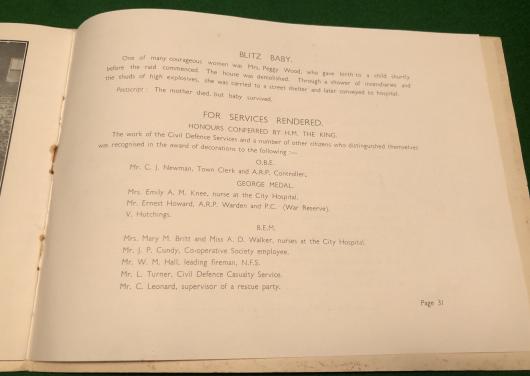 BLITZ BABY.
One of many courageous women was Mrs. Peggy Wood, who gave birth to a child shortly
before the raid commenced. The house was demolished. Through a shower of incendiaries and
the thuds of high explosives, she was carried to a street shelter and later conveyed to hospital.
Postscript : The mother died, but baby survived.
FOR SERVICES RENDERED.
HONOURS CONFERRED BY H.M. THE KING.
The work of the Civil Defence Services and a number of other citizens who distinguished themselves
was recognised in the award of decorations to the following :—
O.B.E.
Mr. C. J. Newman, Town Clerk and A.R.P. Controller.
GEORGE MEDAL.
Mrs. Emily A. M. Knee, nurse at the City Hospital.
Mr. Ernest Howard, A.R.P. Warden and P.C. (War Reserve).
V. Hutchings.
B.E.M.
Mrs. Mary M. Britt and Miss A. D. Walker, nurses at the City Hospital.
Mr. J. P. Cundy, Co-operative Society employee.
Mr. W. M. Hall, leading fireman, N.F.S.
Mr. L. Turner, Civil Defence Casualty Service.
Mr. C. Leonard, supervisor of a rescue party.
Page 31